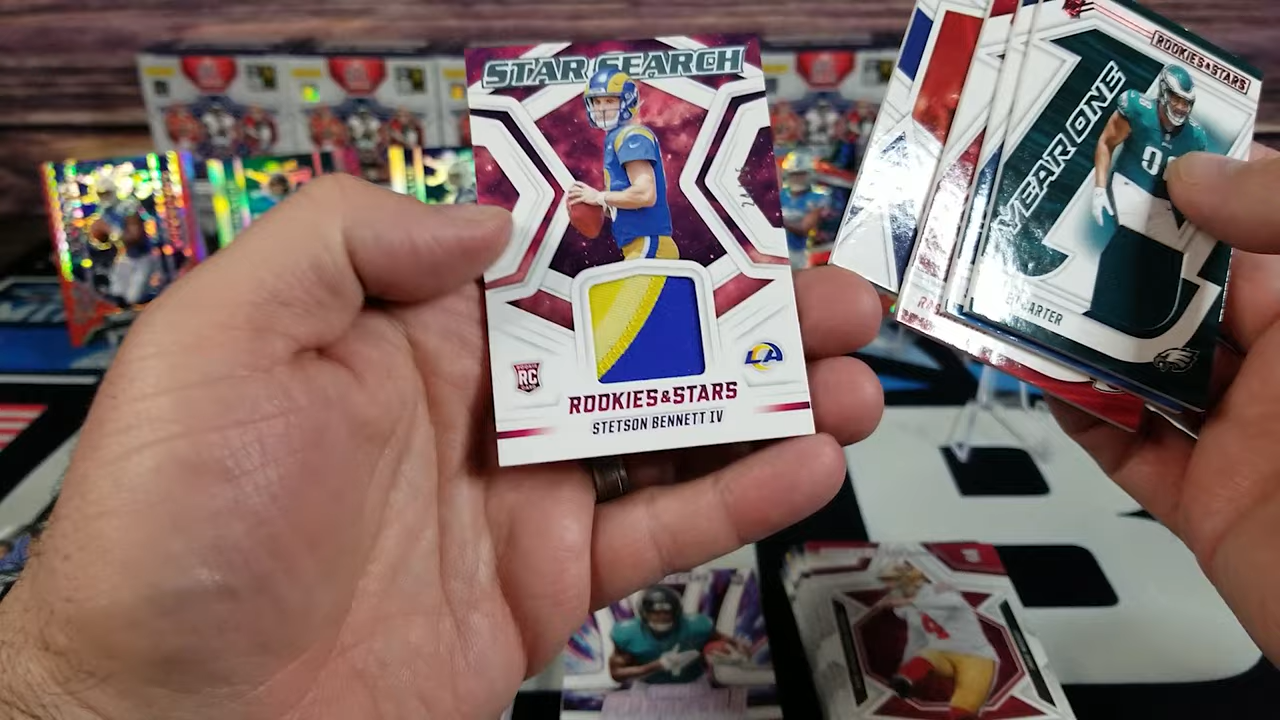 STAR SEARCH
RC
LA
ROOKIES & STARS
STETSON BENNETT IV
ROOKIES & STARS
YEAR ONE
CARTER